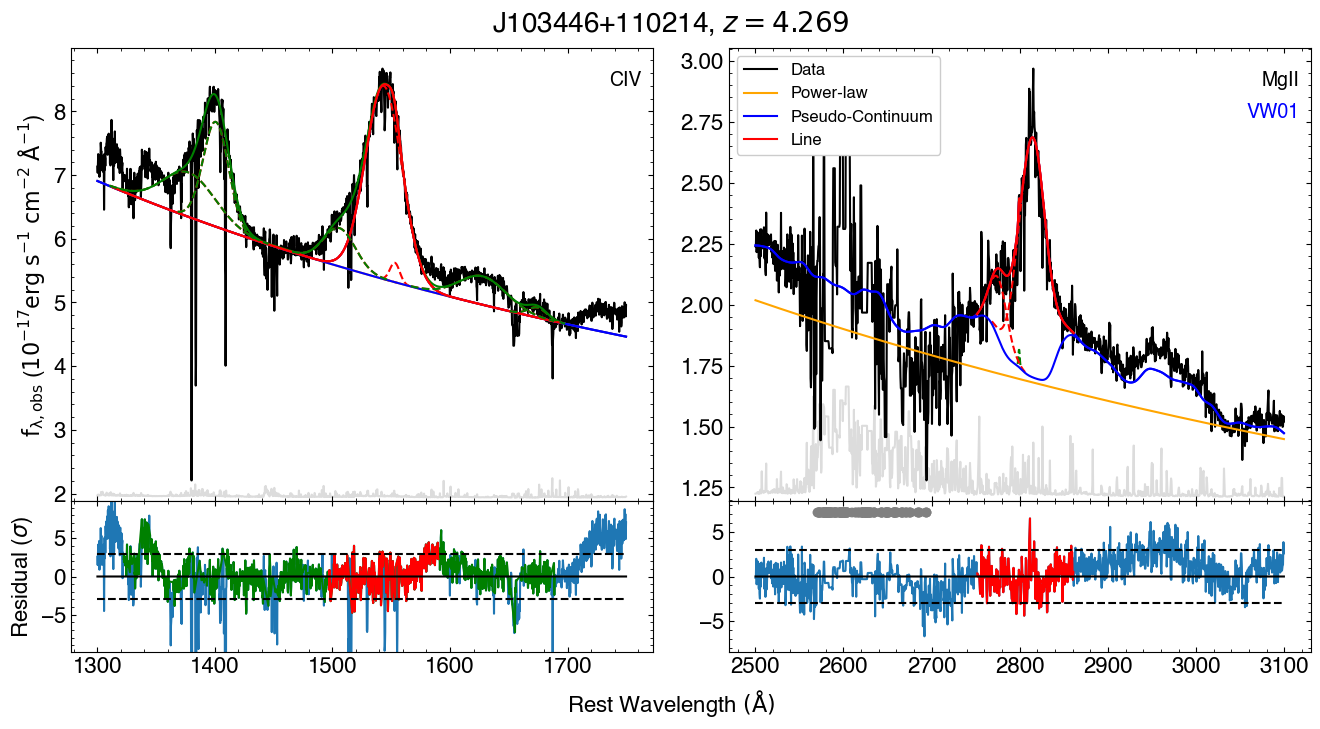 J103446+110214, z = 4.269
CIV
f_λ,obs (10⁻¹⁷erg s⁻¹ cm⁻² Å⁻¹)
8
7
6
5
4
3
2
Data
Power-law
Pseudo-Continuum
Line
MgII
VW01
3.00
2.75
2.50
2.25
2.00
1.75
1.50
1.25
Residual (σ)
5
0
−5
1300 1400 1500 1600 1700
5
0
−5
2500 2600 2700 2800 2900 3000 3100
Rest Wavelength (Å)